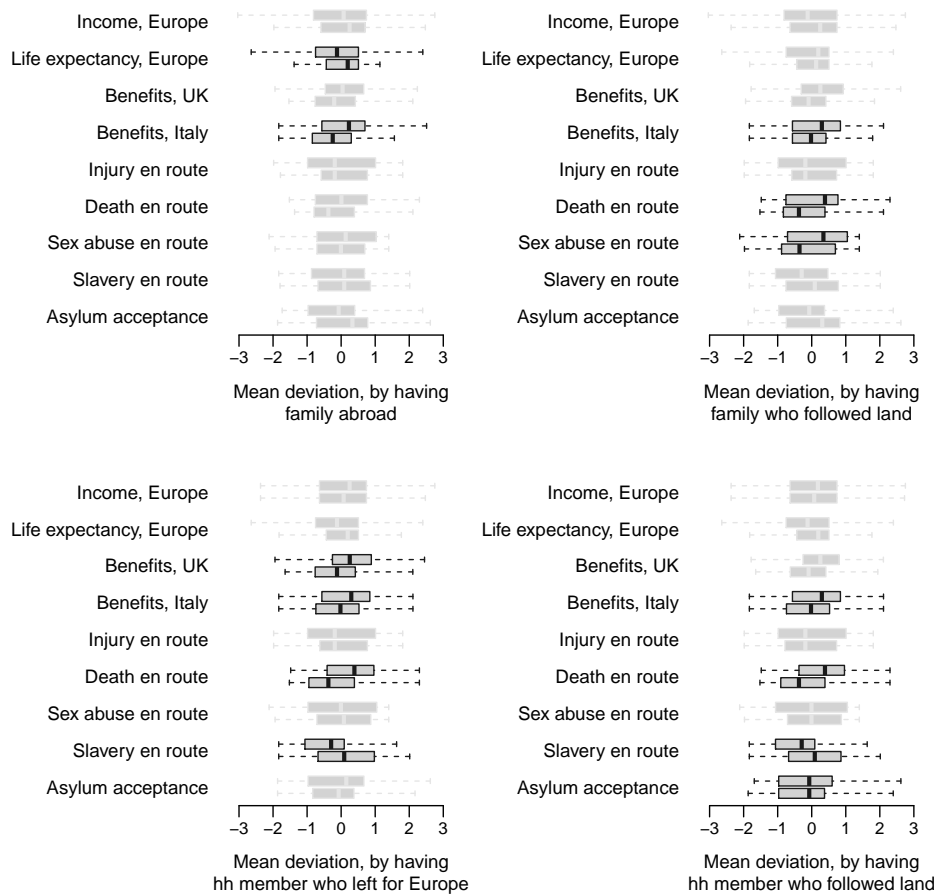 Income, Europe
Life expectancy, Europe
Benefits, UK
Benefits, Italy
Injury en route
Death en route
Sex abuse en route
Slavery en route
Asylum acceptance
−3 −2 −1 0 1 2 3
Mean deviation, by having
family abroad
Income, Europe
Life expectancy, Europe
Benefits, UK
Benefits, Italy
Injury en route
Death en route
Sex abuse en route
Slavery en route
Asylum acceptance
−3 −2 −1 0 1 2 3
Mean deviation, by having
family who followed land
Income, Europe
Life expectancy, Europe
Benefits, UK
Benefits, Italy
Injury en route
Death en route
Sex abuse en route
Slavery en route
Asylum acceptance
−3 −2 −1 0 1 2 3
Mean deviation, by having
hh member who left for Europe
Income, Europe
Life expectancy, Europe
Benefits, UK
Benefits, Italy
Injury en route
Death en route
Sex abuse en route
Slavery en route
Asylum acceptance
−3 −2 −1 0 1 2 3
Mean deviation, by having
hh member who followed land